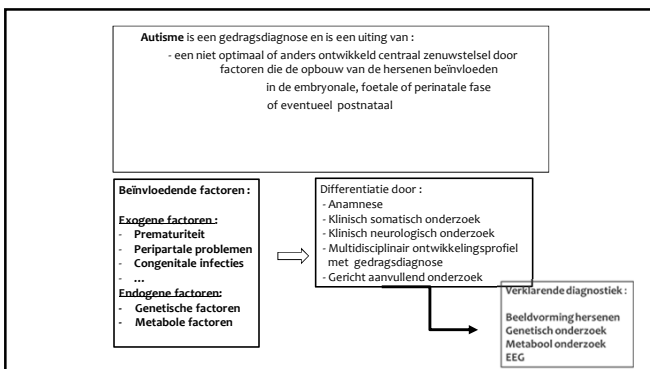 Autisme is een gedragsdiagnose en is een uiting van :
- een niet optimaal of anders ontwikkeld centraal zenuwstelsel door
factoren die de opbouw van de hersenen beïnvloeden
in de embryonale, foetale of perinatale fase
of eventueel postnataal
Beïnvloedende factoren :
Exogene factoren :
- Prematuriteit
- Peripartale problemen
- Congenitale infecties
- ...
Endogene factoren:
- Genetische factoren
- Metabole factoren
Differentiatie door :
- Anamnese
- Klinisch somatisch onderzoek
- Klinisch neurologisch onderzoek
- Multidisciplinair ontwikkelingsprofiel
met gedragsdiagnose
- Gericht aanvullend onderzoek
Verklarende diagnostiek :
Beeldvorming hersenen
Genetisch onderzoek
Metabool onderzoek
EEG